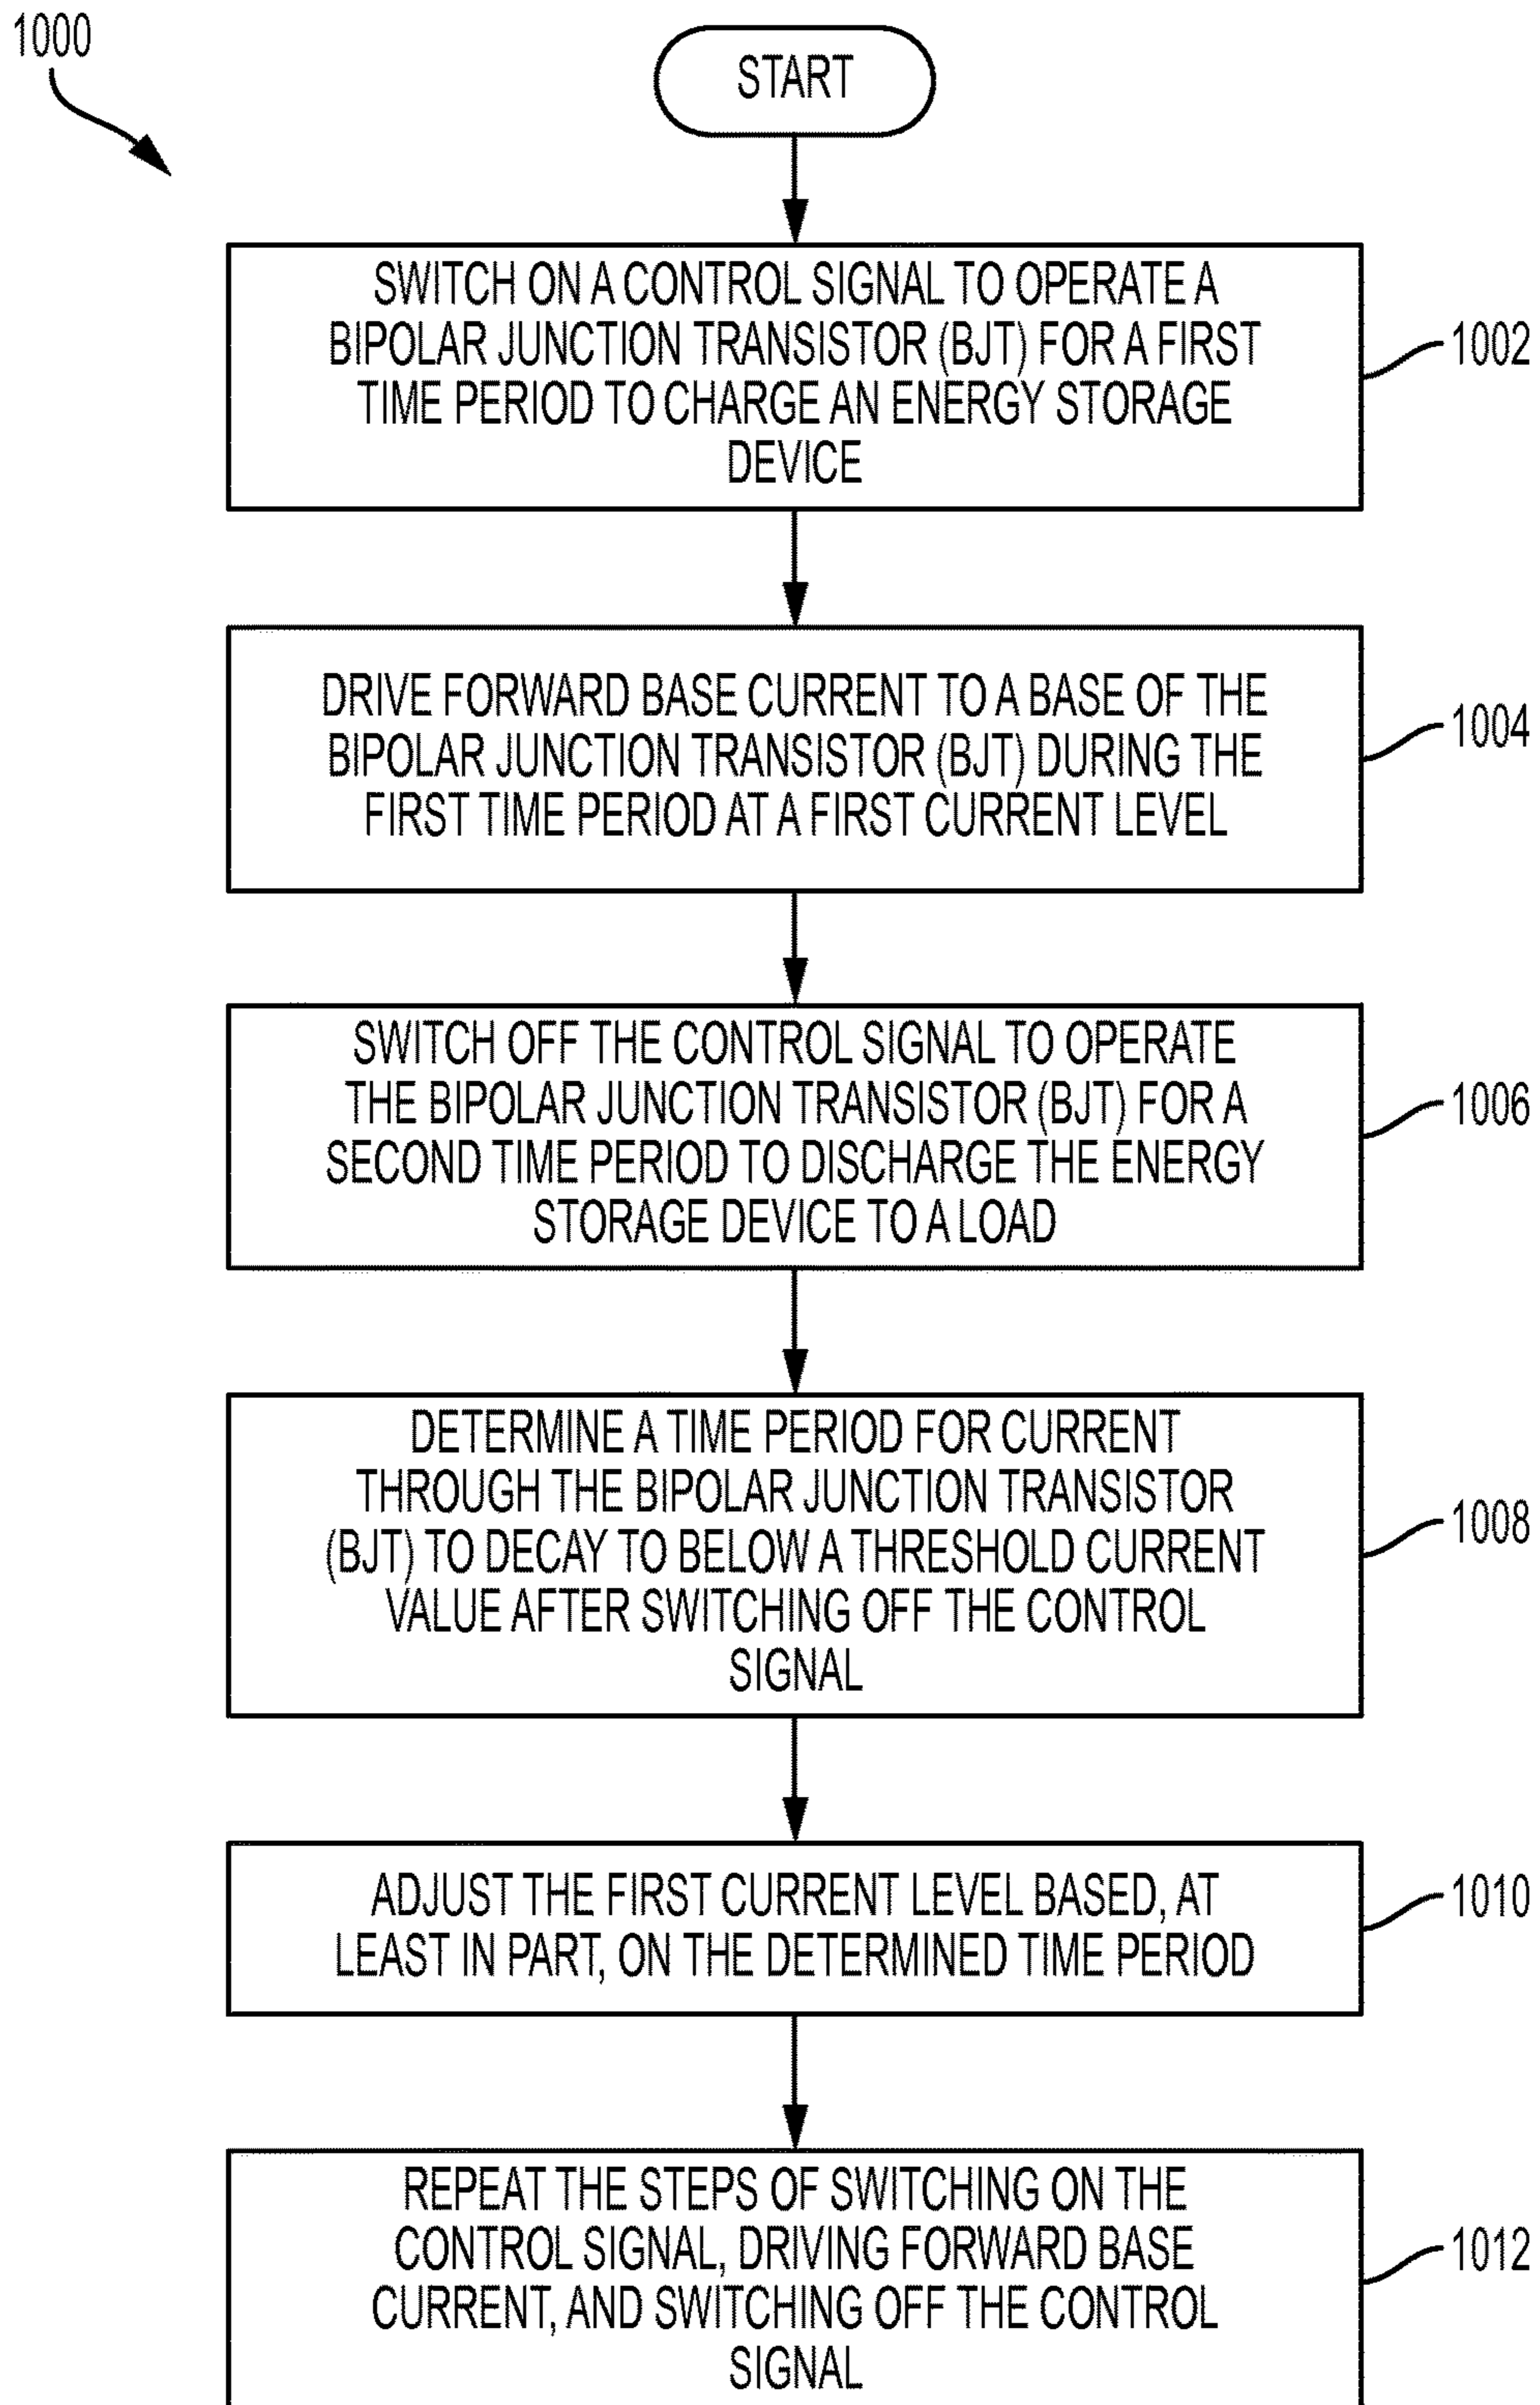 1000
START
SWITCH ON A CONTROL SIGNAL TO OPERATE A
BIPOLAR JUNCTION TRANSISTOR (BJT) FOR A FIRST
TIME PERIOD TO CHARGE AN ENERGY STORAGE
DEVICE
1002
DRIVE FORWARD BASE CURRENT TO A BASE OF THE
BIPOLAR JUNCTION TRANSISTOR (BJT) DURING THE
FIRST TIME PERIOD AT A FIRST CURRENT LEVEL
1004
SWITCH OFF THE CONTROL SIGNAL TO OPERATE
THE BIPOLAR JUNCTION TRANSISTOR (BJT) FOR A
SECOND TIME PERIOD TO DISCHARGE THE ENERGY
STORAGE DEVICE TO A LOAD
1006
DETERMINE A TIME PERIOD FOR CURRENT
THROUGH THE BIPOLAR JUNCTION TRANSISTOR
(BJT) TO DECAY TO BELOW A THRESHOLD CURRENT
VALUE AFTER SWITCHING OFF THE CONTROL
SIGNAL
1008
ADJUST THE FIRST CURRENT LEVEL BASED, AT
LEAST IN PART, ON THE DETERMINED TIME PERIOD
1010
REPEAT THE STEPS OF SWITCHING ON THE
CONTROL SIGNAL, DRIVING FORWARD BASE
CURRENT, AND SWITCHING OFF THE CONTROL
SIGNAL
1012